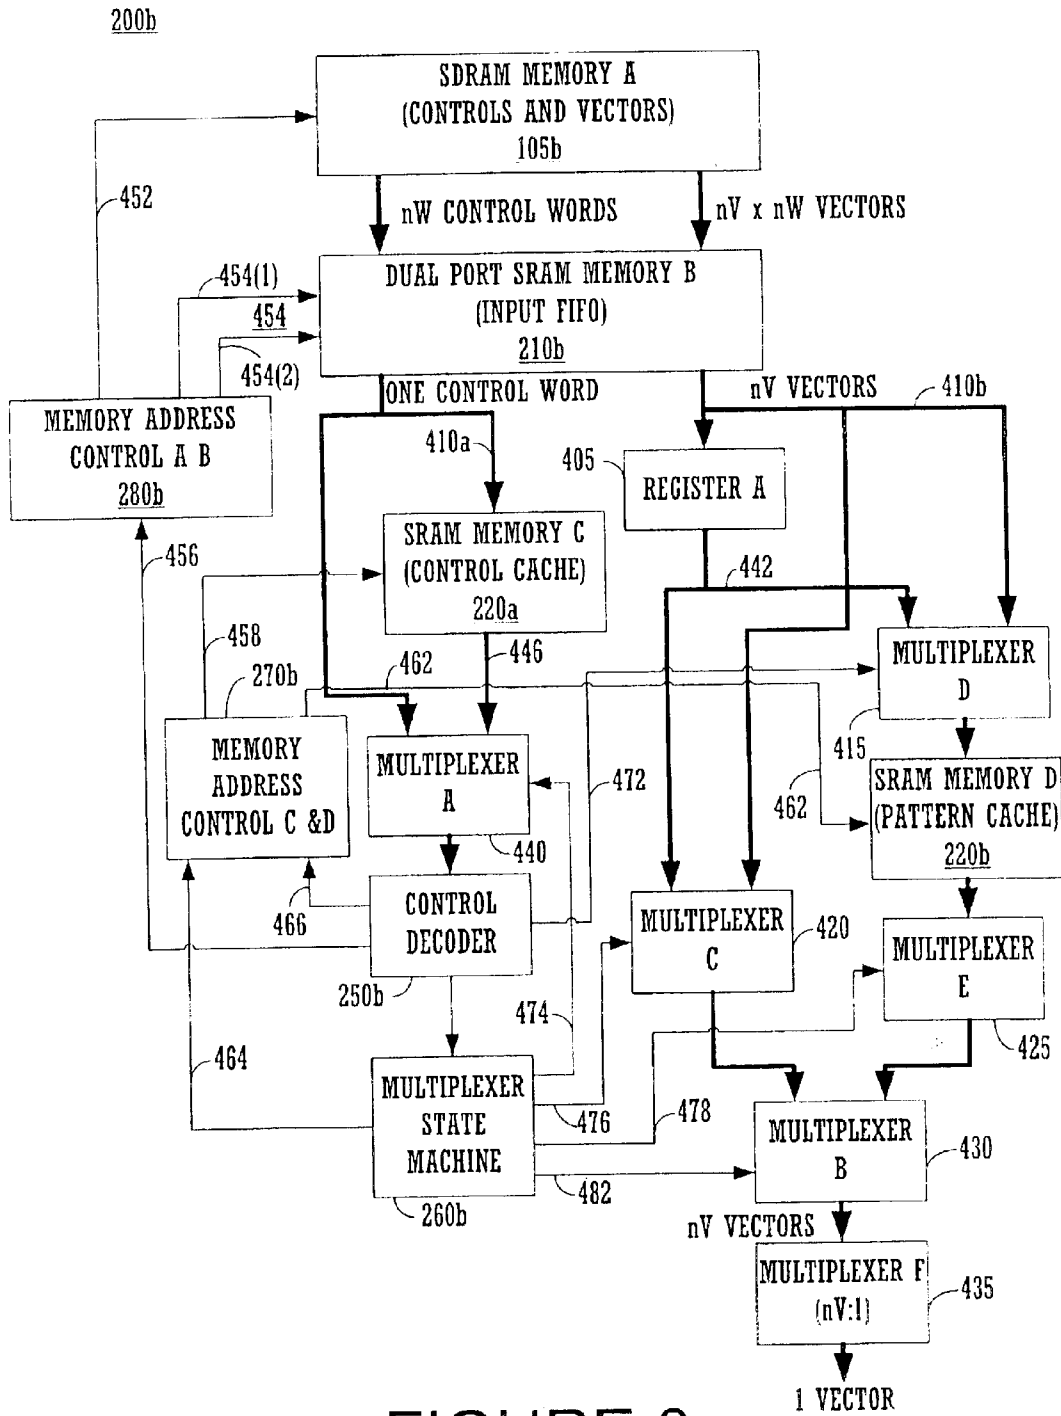 200b
SDRAM MEMORY A
(CONTROLS AND VECTORS)
105b
452
nW CONTROL WORDS
nV x nW VECTORS
DUAL PORT SRAM MEMORY B
(INPUT FIFO)
210b
454(1)
454
454(2)
ONE CONTROL WORD
nV VECTORS
410b
MEMORY ADDRESS
CONTROL A B
280b
410a
405
REGISTER A
SRAM MEMORY C
(CONTROL CACHE)
220a
456
442
458
446
462
270b
MULTIPLEXER
D
415
MEMORY
ADDRESS
CONTROL C &D
MULTIPLEXER
A
472
462
SRAM MEMORY D
(PATTERN CACHE)
220b
440
466
CONTROL
DECODER
250b
MULTIPLEXER
C
420
MULTIPLEXER
E
425
474
464
MULTIPLEXER
STATE
MACHINE
260b
476
478
482
MULTIPLEXER
B
430
nV VECTORS
MULTIPLEXER F
(nV:1)
435
1 VECTOR